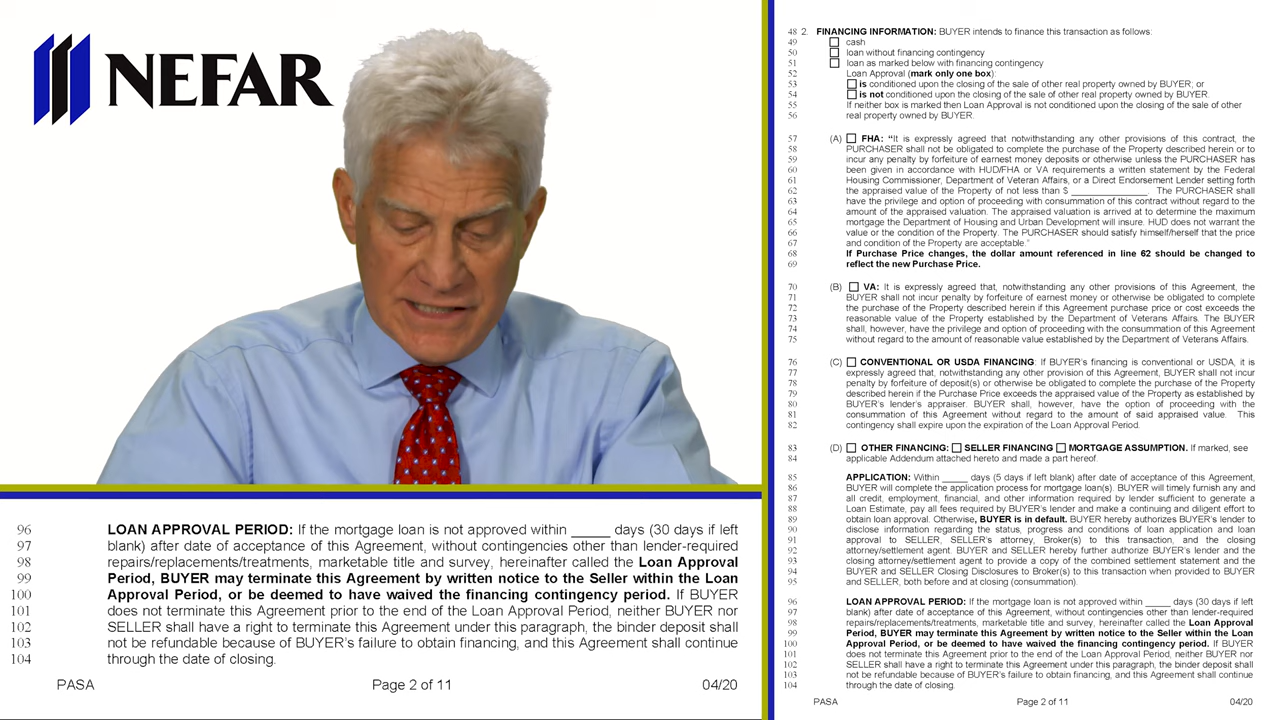 NEFAR
96 LOAN APPROVAL PERIOD: If the mortgage loan is not approved within _____ days (30 days if left
97 blank) after date of acceptance of this Agreement, without contingencies other than lender-required
98 repairs/replacements/treatments, marketable title and survey, hereinafter called the Loan Approval
99 Period, BUYER may terminate this Agreement by written notice to the Seller within the Loan
100 Approval Period, or be deemed to have waived the financing contingency period. If BUYER
101 does not terminate this Agreement prior to the end of the Loan Approval Period, neither BUYER nor
102 SELLER shall have a right to terminate this Agreement under this paragraph, the binder deposit shall
103 not be refundable because of BUYER's failure to obtain financing, and this Agreement shall continue
104 through the date of closing.
PASA Page 2 of 11 04/20
48 2. FINANCING INFORMATION: BUYER intends to finance this transaction as follows:
49 ☐ cash
50 ☐ loan without financing contingency
51 ☐ loan as marked below with financing contingency
52 Loan Approval (mark only one box):
53 ☐ is conditioned upon the closing of the sale of other real property owned by BUYER; or
54 ☐ is not conditioned upon the closing of the sale of other real property owned by BUYER.
55 If neither box is marked then Loan Approval is not conditioned upon the closing of the sale of other
56 real property owned by BUYER.
57 (A) ☐ FHA: "It is expressly agreed that notwithstanding any other provisions of this contract, the
58 PURCHASER shall not be obligated to complete the purchase of the Property described herein or to
59 incur any penalty by forfeiture of earnest money deposits or otherwise unless the PURCHASER has
60 been given in accordance with HUD/FHA or VA requirements a written statement by the Federal
61 Housing Commissioner, Department of Veteran Affairs, or a Direct Endorsement Lender setting forth
62 the appraised value of the Property of not less than $ _______________. The PURCHASER shall
63 have the privilege and option of proceeding with consummation of this contract without regard to the
64 amount of the appraised valuation. The appraised valuation is arrived at to determine the maximum
65 mortgage the Department of Housing and Urban Development will insure. HUD does not warrant the
66 value or the condition of the Property. The PURCHASER should satisfy himself/herself that the price
67 and condition of the Property are acceptable."
68 If Purchase Price changes, the dollar amount referenced in line 62 should be changed to
69 reflect the new Purchase Price.
70 (B) ☐ VA: It is expressly agreed that, notwithstanding any other provisions of this Agreement, the
71 BUYER shall not incur penalty by forfeiture of earnest money or otherwise be obligated to complete
72 the purchase of the Property described herein if this Agreement purchase price or cost exceeds the
73 reasonable value of the Property established by the Department of Veterans Affairs. The BUYER
74 shall, however, have the privilege and option of proceeding with the consummation of this Agreement
75 without regard to the amount of reasonable value established by the Department of Veterans Affairs.
76 (C) ☐ CONVENTIONAL OR USDA FINANCING: If BUYER's financing is conventional or USDA, it is
77 expressly agreed that, notwithstanding any other provision of this Agreement, BUYER shall not incur
78 penalty by forfeiture of deposit(s) or otherwise be obligated to complete the purchase of the Property
79 described herein if the Purchase Price exceeds the appraised value of the Property as established by
80 BUYER's lender's appraiser. BUYER shall, however, have the option of proceeding with the
81 consummation of this Agreement without regard to the amount of said appraised value. This
82 contingency shall expire upon the expiration of the Loan Approval Period.
83 (D) ☐ OTHER FINANCING: ☐ SELLER FINANCING ☐ MORTGAGE ASSUMPTION. If marked, see
84 applicable Addendum attached hereto and made a part hereof.
85 APPLICATION: Within _____ days (5 days if left blank) after date of acceptance of this Agreement,
86 BUYER will complete the application process for mortgage loan(s). BUYER will timely furnish any and
87 all credit, employment, financial, and other information required by lender sufficient to generate a
88 Loan Estimate, pay all fees required by BUYER's lender and make a continuing and diligent effort to
89 obtain loan approval. Otherwise, BUYER is in default. BUYER hereby authorizes BUYER's lender to
90 disclose information regarding the status, progress and conditions of loan application and loan
91 approval to SELLER, SELLER's attorney, Broker(s) to this transaction, and the closing
92 attorney/settlement agent. BUYER and SELLER hereby further authorize BUYER's lender and the
93 closing attorney/settlement agent to provide a copy of the combined settlement statement and the
94 BUYER and SELLER Closing Disclosures to Broker(s) to this transaction when provided to BUYER
95 and SELLER, both before and at closing (consummation).
96 LOAN APPROVAL PERIOD: If the mortgage loan is not approved within _____ days (30 days if left
97 blank) after date of acceptance of this Agreement, without contingencies other than lender-required
98 repairs/replacements/treatments, marketable title and survey, hereinafter called the Loan Approval
99 Period, BUYER may terminate this Agreement by written notice to the Seller within the Loan
100 Approval Period, or be deemed to have waived the financing contingency period. If BUYER
101 does not terminate this Agreement prior to the end of the Loan Approval Period, neither BUYER nor
102 SELLER shall have a right to terminate this Agreement under this paragraph, the binder deposit shall
103 not be refundable because of BUYER's failure to obtain financing, and this Agreement shall continue
104 through the date of closing.
PASA Page 2 of 11 04/20